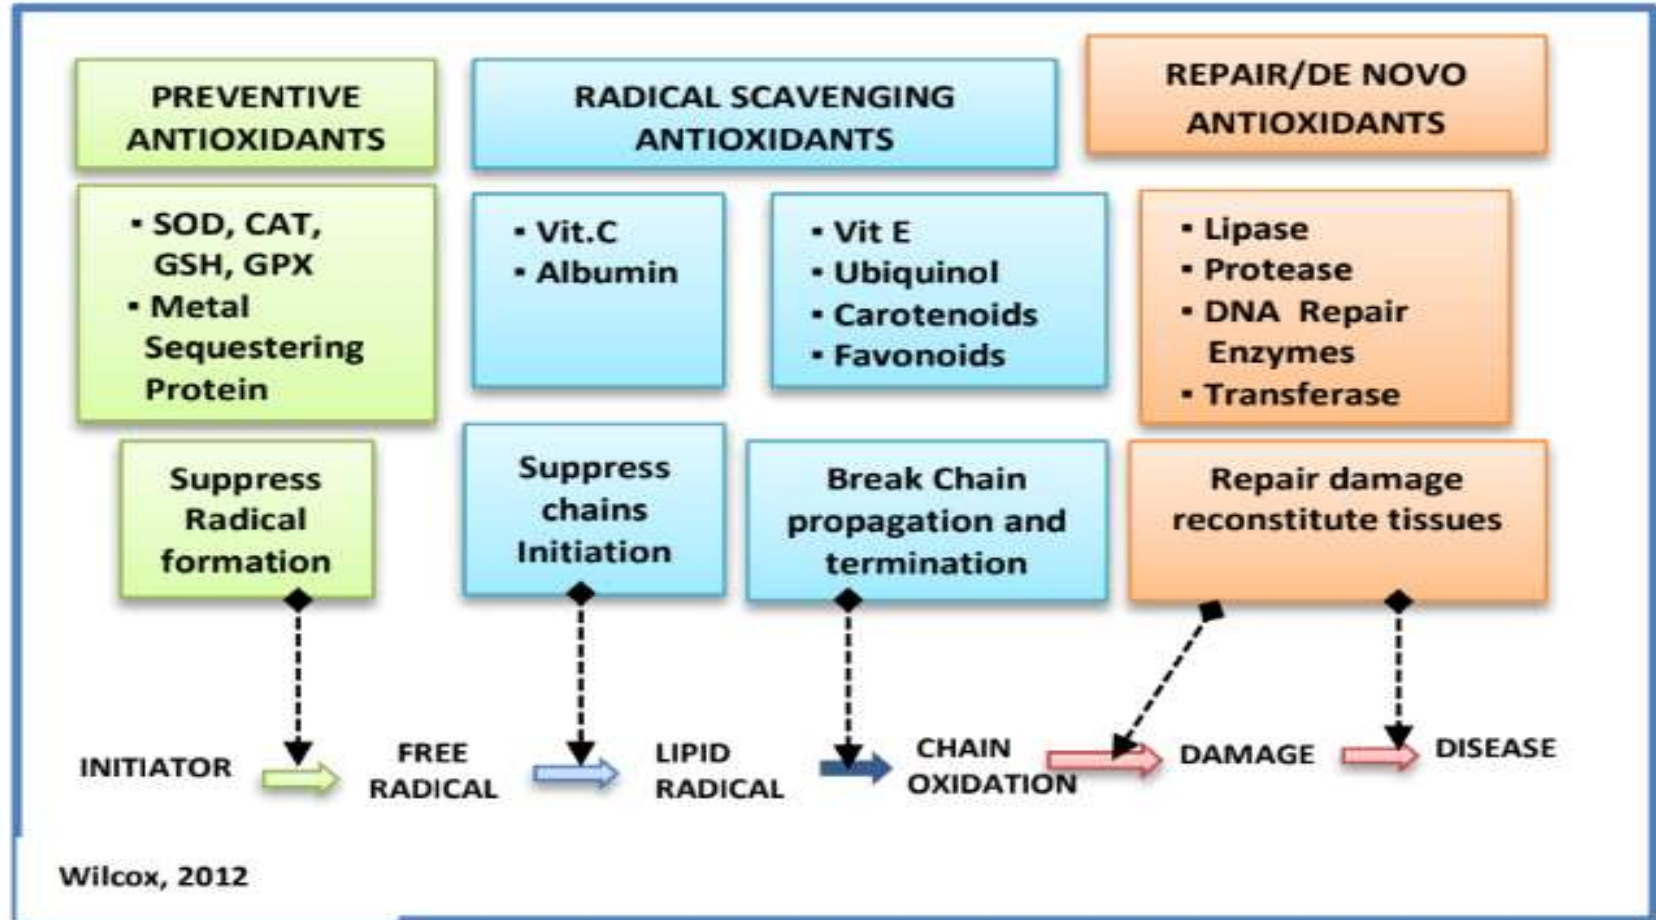 PREVENTIVE
ANTIOXIDANTS
RADICAL SCAVENGING
ANTIOXIDANTS
REPAIR/DE NOVO
ANTIOXIDANTS
▪ SOD, CAT,
GSH, GPX
▪ Metal
Sequestering
Protein
▪ Vit.C
▪ Albumin
▪ Vit E
▪ Ubiquinol
▪ Carotenoids
▪ Favonoids
▪ Lipase
▪ Protease
▪ DNA Repair
Enzymes
▪ Transferase
Suppress
Radical
formation
Suppress
chains
Initiation
Break Chain
propagation and
termination
Repair damage
reconstitute tissues
INITIATOR
FREE
RADICAL
LIPID
RADICAL
CHAIN
OXIDATION
DAMAGE
DISEASE
Wilcox, 2012